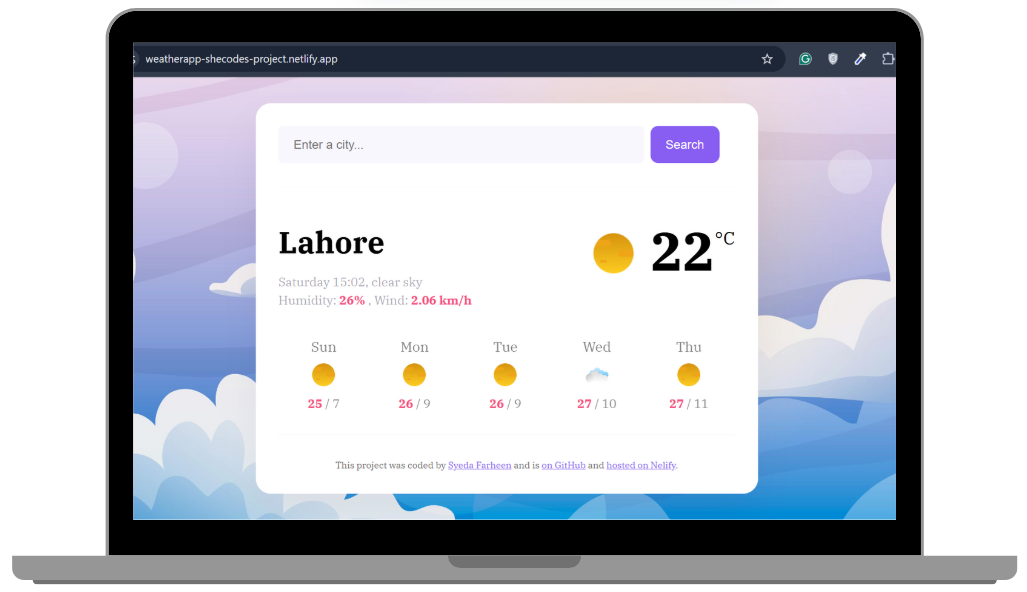 weatherapp-shecodes-project.netlify.app
Enter a city...
Search
Lahore
22 °C
Saturday 15:02, clear sky
Humidity: 26% , Wind: 2.06 km/h
Sun Mon Tue Wed Thu
25 / 7 26 / 9 26 / 9 27 / 10 27 / 11
This project was coded by Syeda Farheen and is on GitHub and hosted on Nelify.